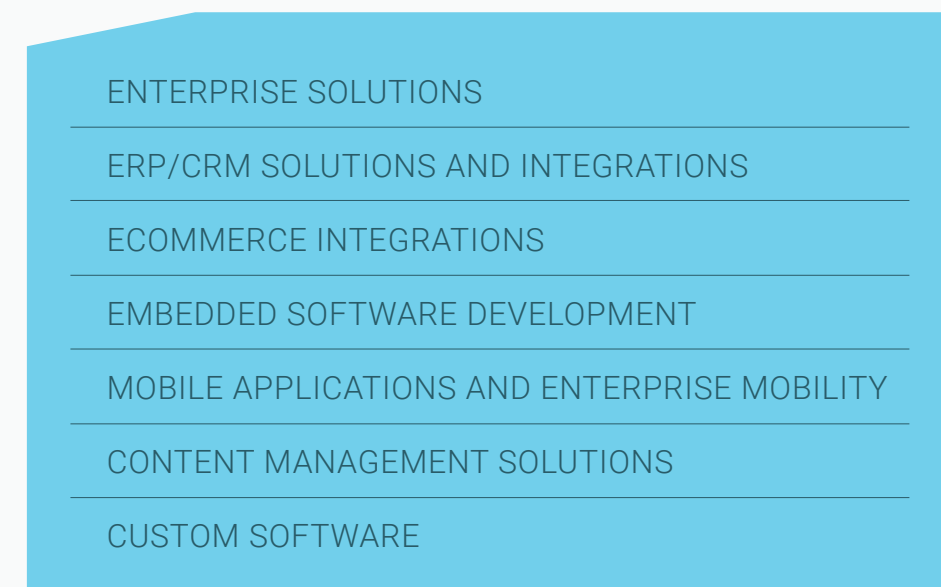 ENTERPRISE SOLUTIONS
ERP/CRM SOLUTIONS AND INTEGRATIONS
ECOMMERCE INTEGRATIONS
EMBEDDED SOFTWARE DEVELOPMENT
MOBILE APPLICATIONS AND ENTERPRISE MOBILITY
CONTENT MANAGEMENT SOLUTIONS
CUSTOM SOFTWARE